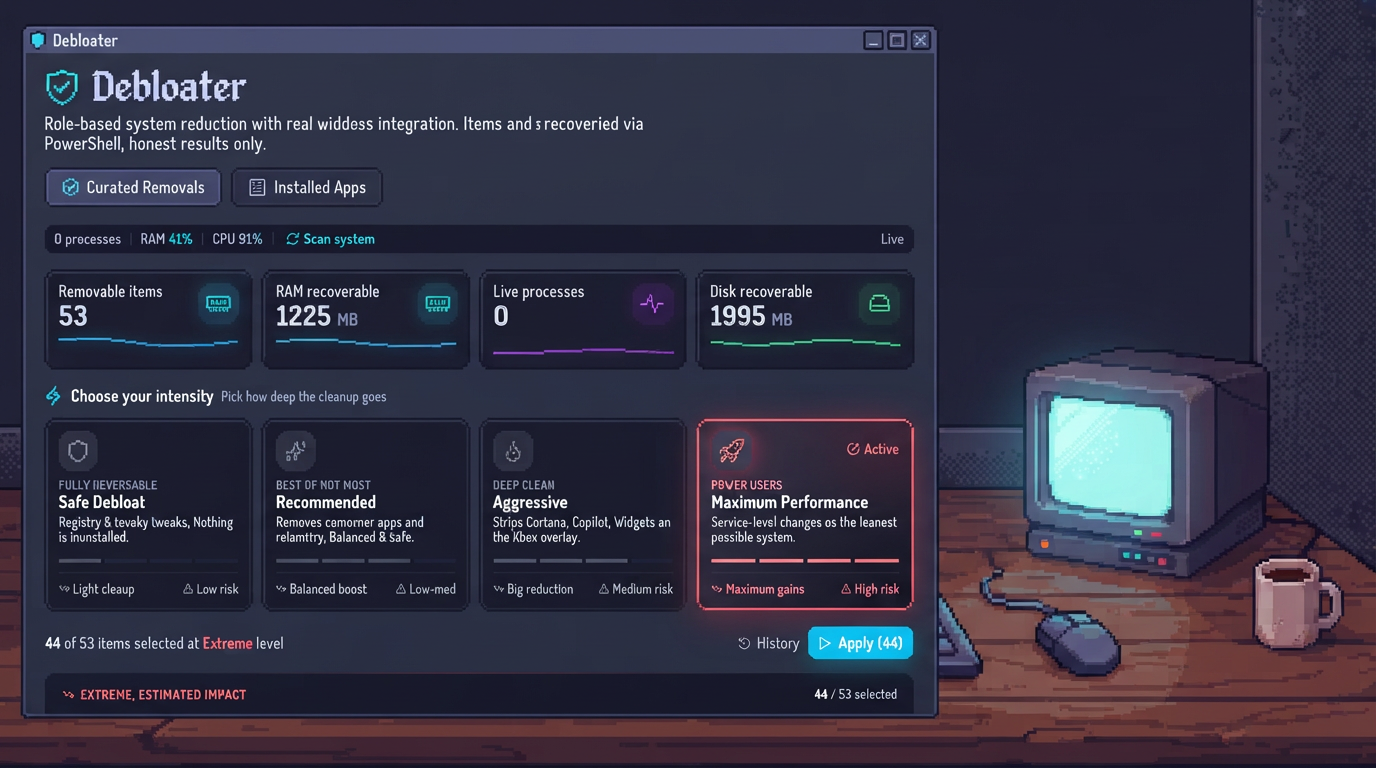 Debloater
Debloater
Role-based system reduction with real widdess integration. Items and s recoveried via
PowerShell, honest results only.
Curated Removals
Installed Apps
0 processes
RAM 41%
CPU 91%
Scan system
Live
Removable items
53
RAM recoverable
1225 MB
Live processes
0
Disk recoverable
1995 MB
Choose your intensity Pick how deep the cleanup goes
FULLY
Safe Debloat
Registry & tweaks, Nothing
is
Light cleaup
Low risk
BEST OF NOT MOST
Recommended
Removes comorner apps and
Balanced & Safe.
Balanced boost
Low-med
DEEP CLEAN
Aggressive
Strips Cortana, Copilot, Widgets an
the Xbex overlay.
Big reduction
Medium risk
Active
POWER USERS
Maximum Performance
Service-level changes os the leanest
possible system.
Maximum gains
High risk
44 of 53 items selected at Extreme level
History
Apply (44)
EXTREME, ESTIMATED IMPACT
44 / 53 selected